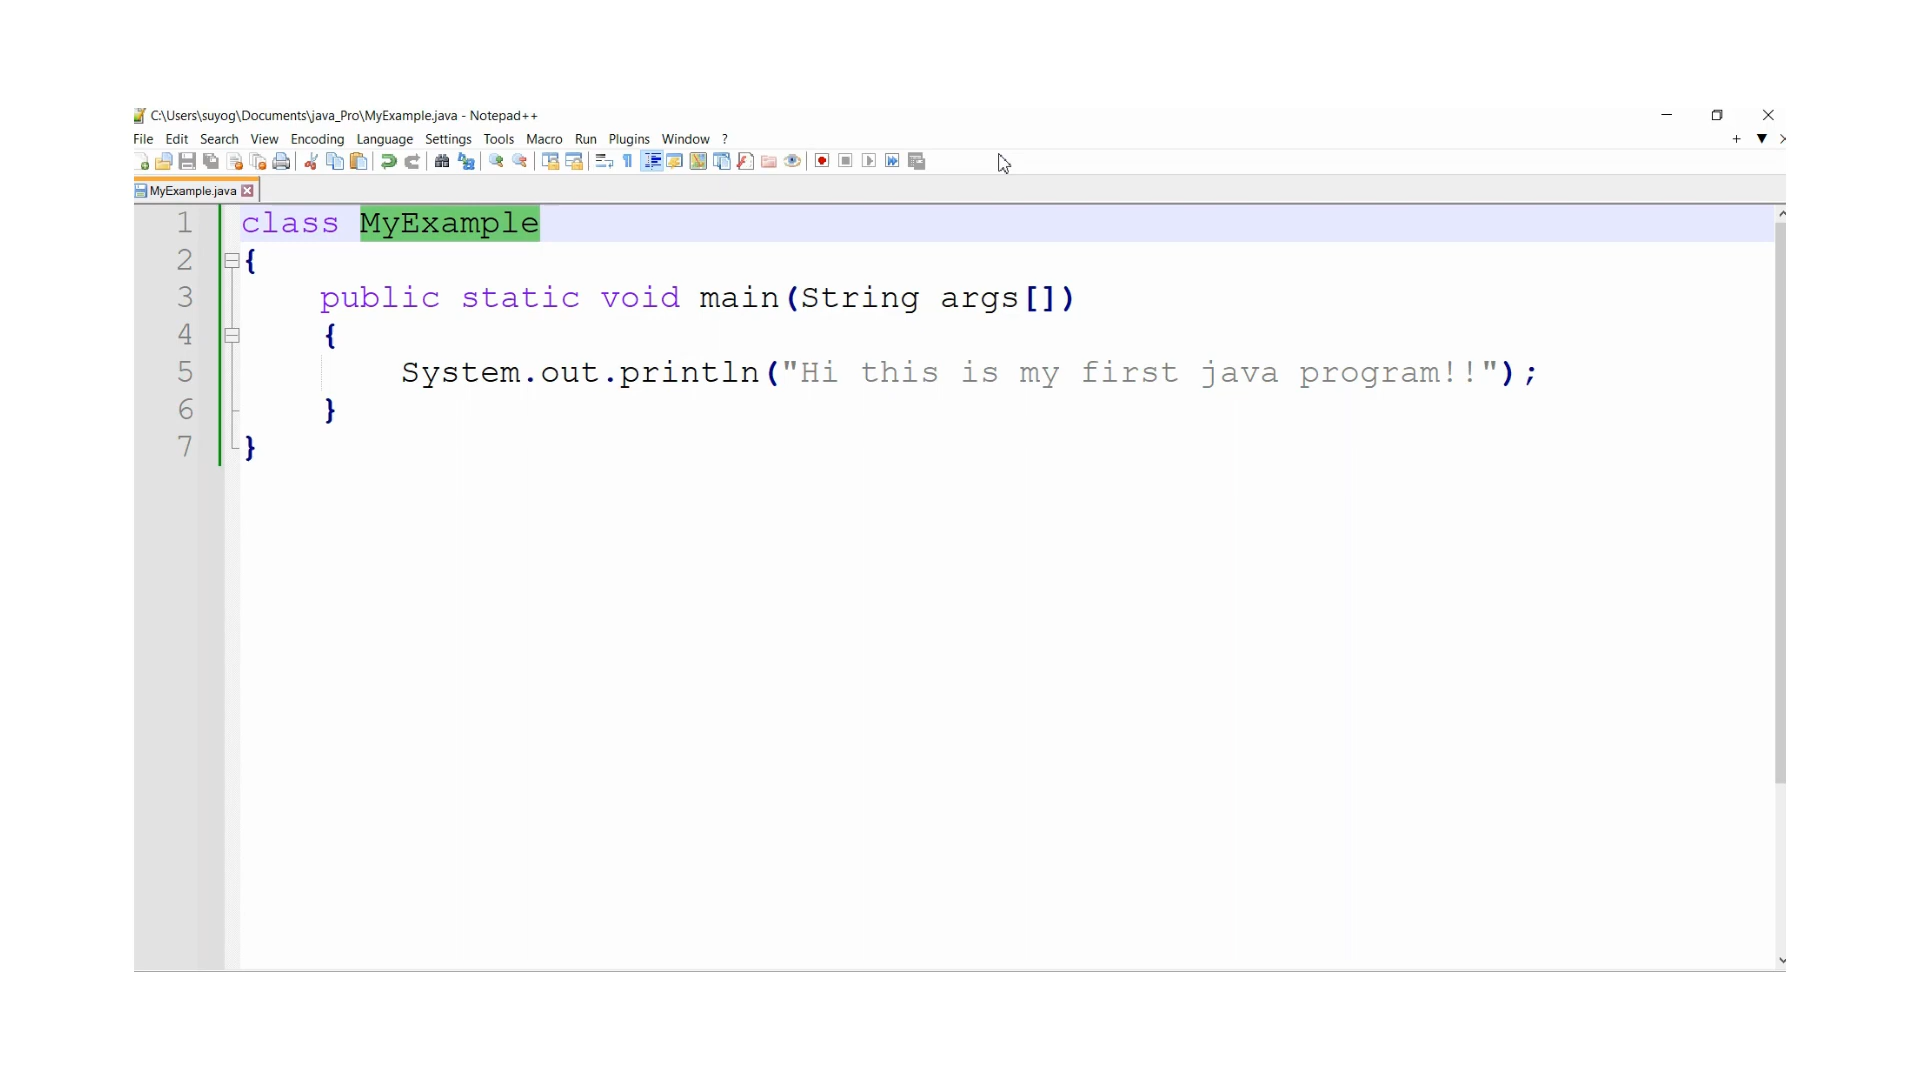 C:\Users\suyog\Documents\java_Pro\MyExample.java - Notepad++
File Edit Search View Encoding Language Settings Tools Macro Run Plugins Window ?
MyExample.java
1 class MyExample
2 {
3 public static void main(String args[])
4 {
5 System.out.println("Hi this is my first java program!!");
6 }
7 }